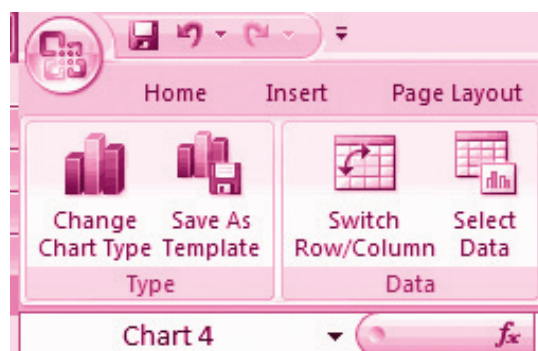 Home Insert Page Layout
Change Save As Switch Select
Chart Type Template Row/Column Data
Type Data
Chart 4 fx